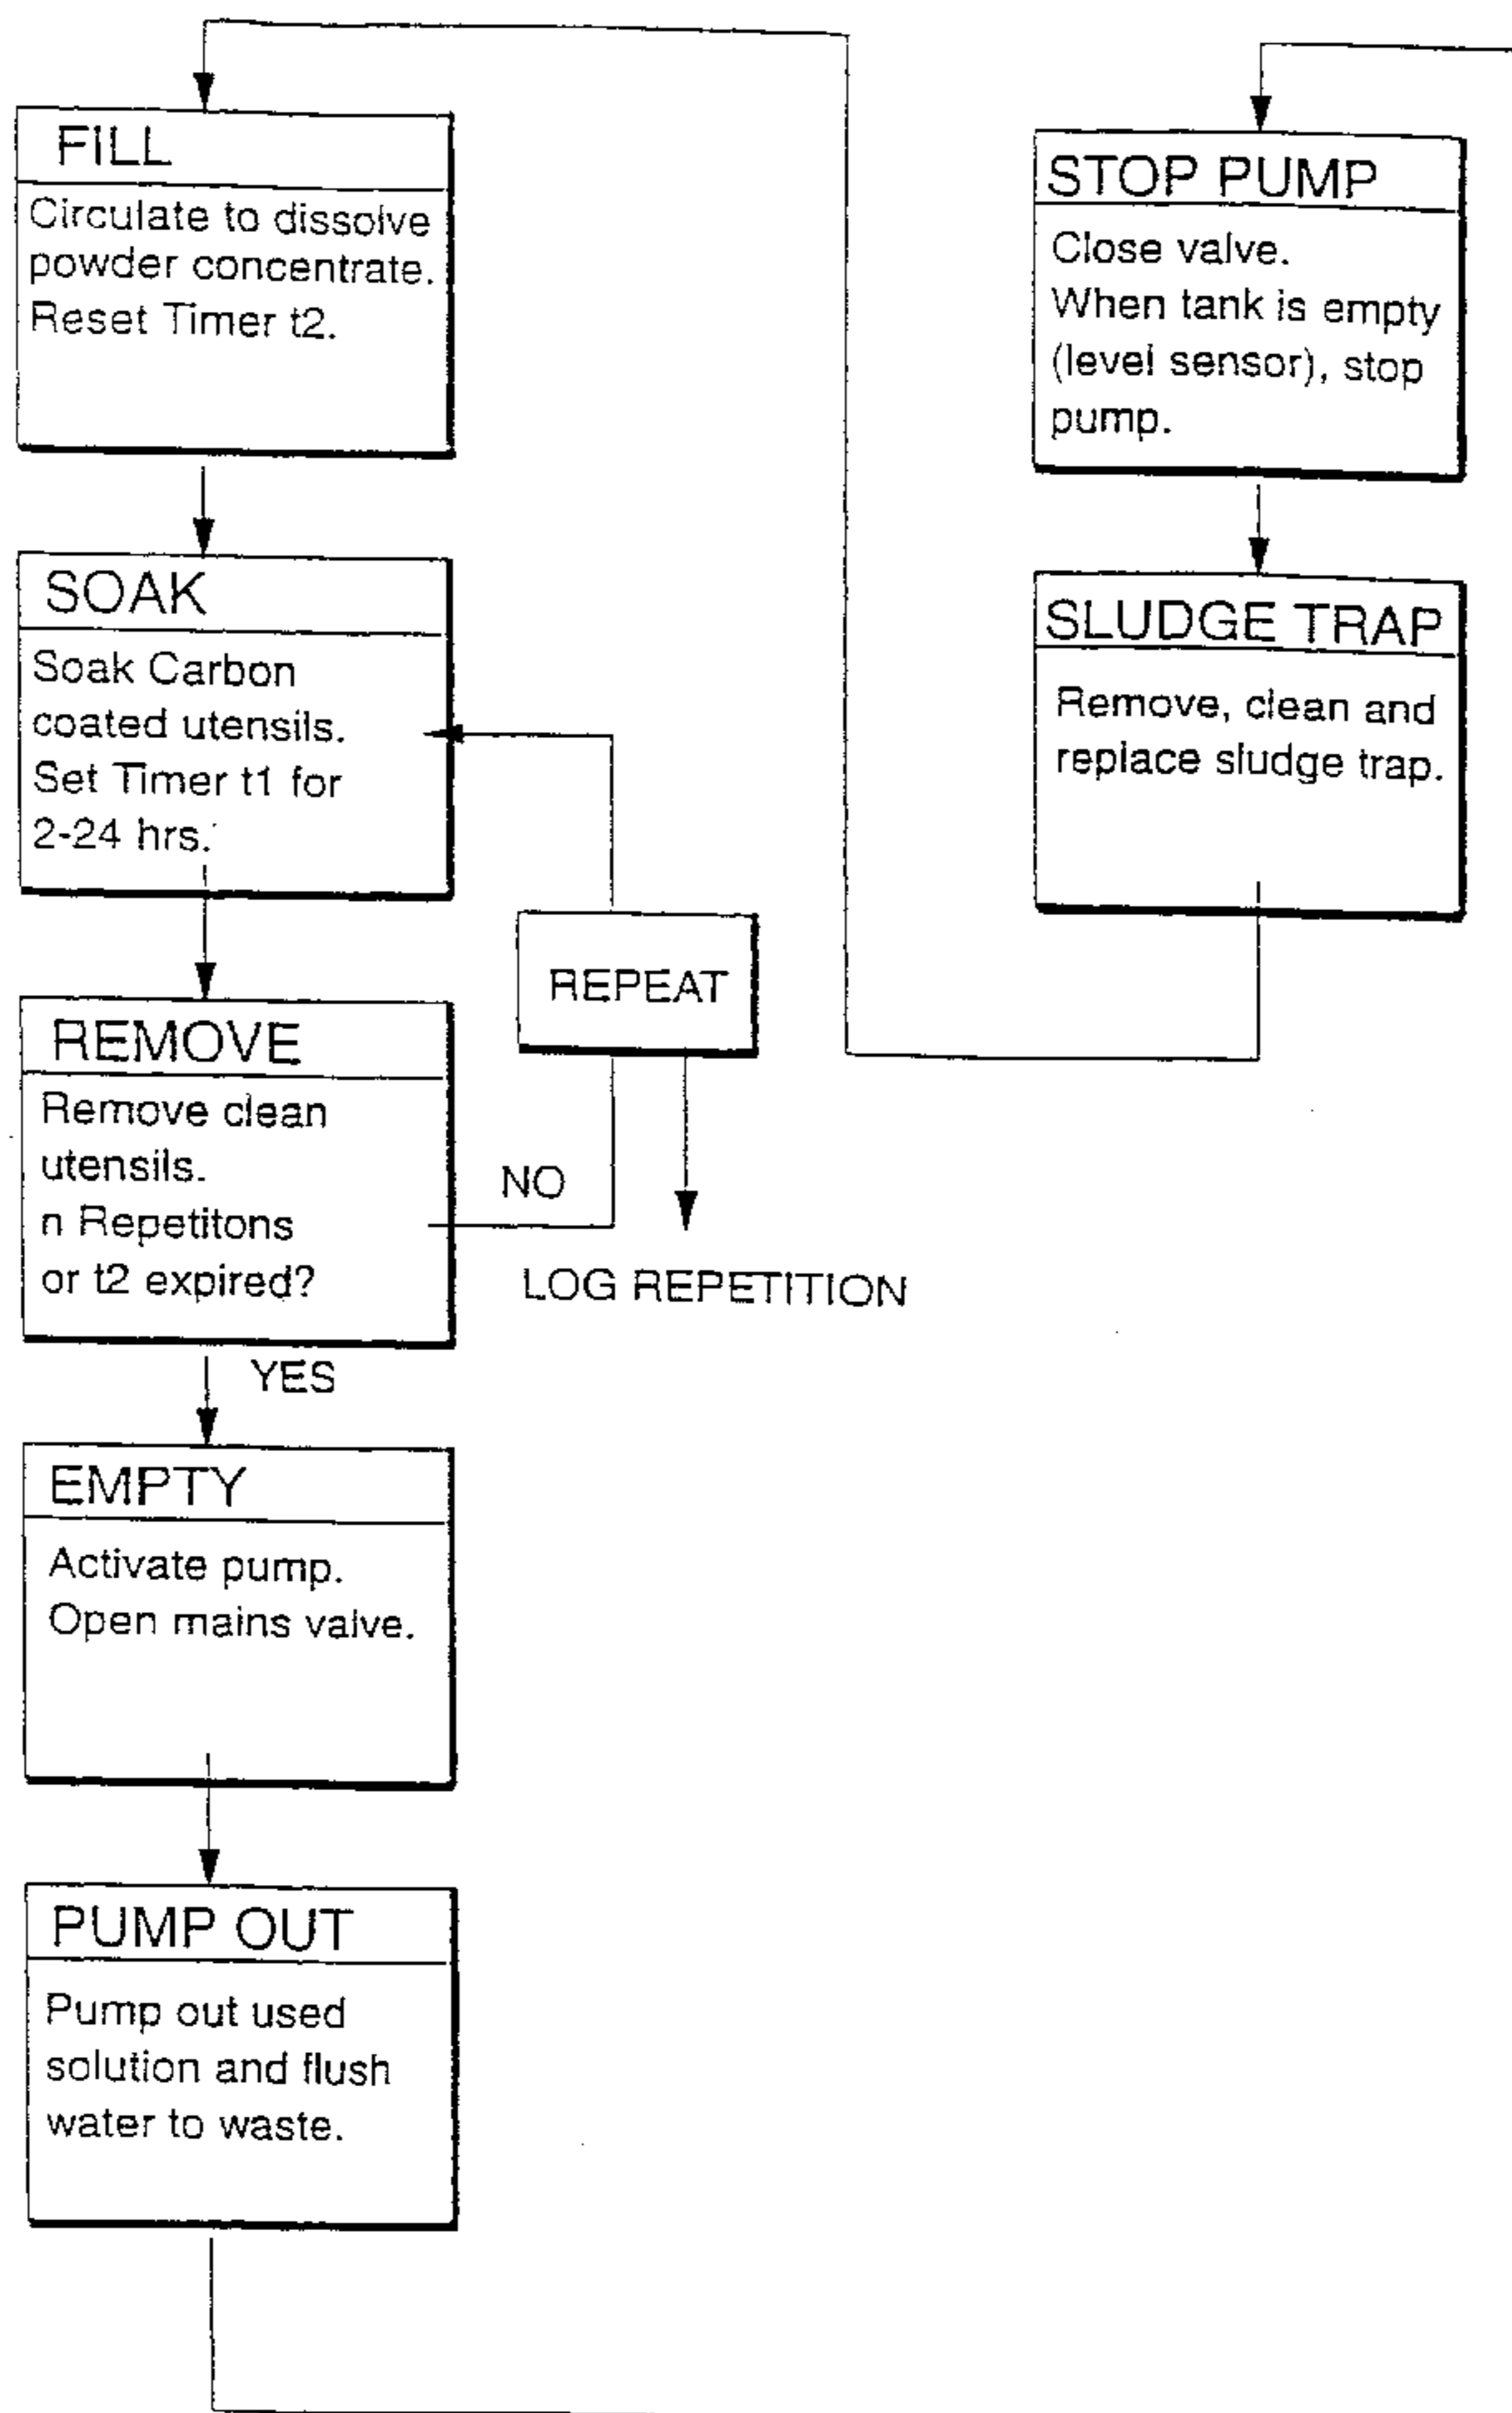 FILL
Circulate to dissolve
powder concentrate.
Reset Timer t2.
SOAK
Soak Carbon
coated utensils.
Set Timer t1 for
2-24 hrs.
REPEAT
REMOVE
Remove clean
utensils.
n Repetitons
or t2 expired?
NO
LOG REPETITION
YES
EMPTY
Activate pump.
Open mains valve.
PUMP OUT
Pump out used
solution and flush
water to waste.
STOP PUMP
Close valve.
When tank is empty
(level sensor), stop
pump.
SLUDGE TRAP
Remove, clean and
replace sludge trap.